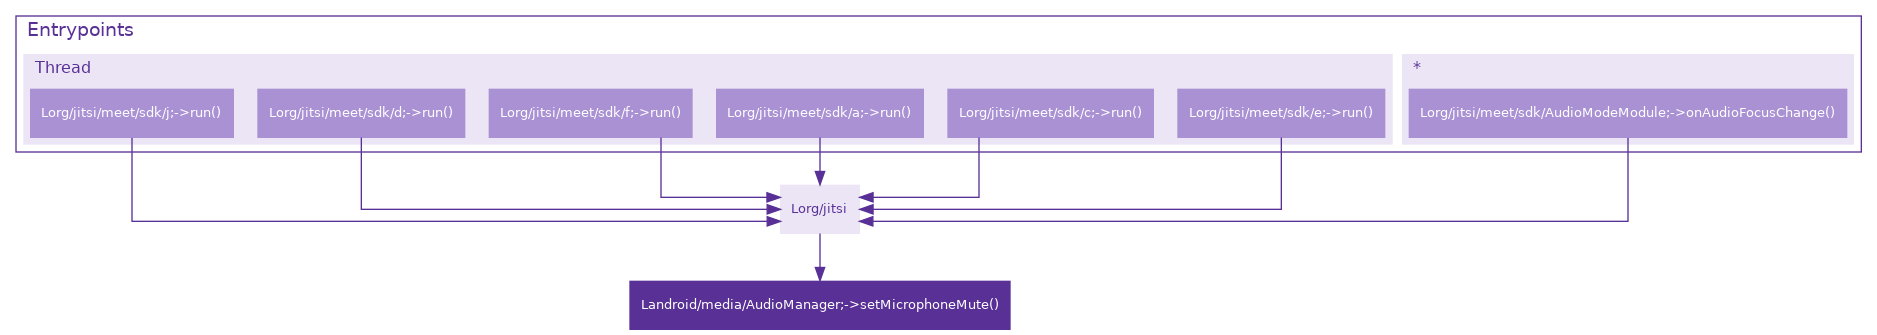 Entrypoints
Thread
*
Lorg/jitsi/meet/sdk/j;->run()
Lorg/jitsi/meet/sdk/d;->run()
Lorg/jitsi/meet/sdk/f;->run()
Lorg/jitsi/meet/sdk/a;->run()
Lorg/jitsi/meet/sdk/c;->run()
Lorg/jitsi/meet/sdk/e;->run()
Lorg/jitsi/meet/sdk/AudioModeModule;->onAudioFocusChange()
Lorg/jitsi
Landroid/media/AudioManager;->setMicrophoneMute()